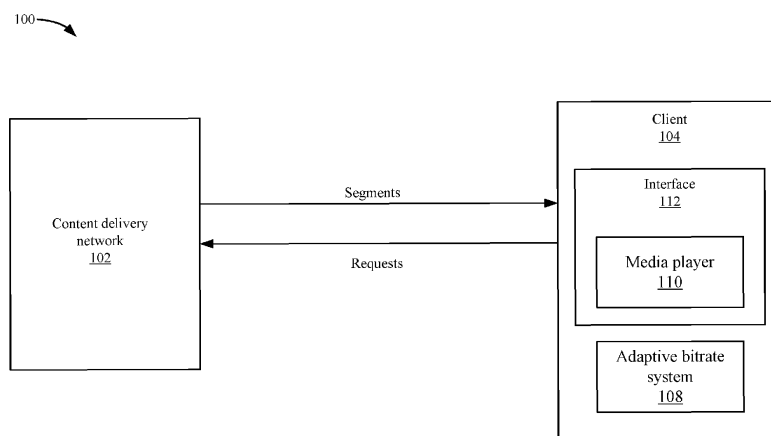 100
Content delivery
network
102
Segments
Requests
Client
104
Interface
112
Media player
110
Adaptive bitrate
system
108